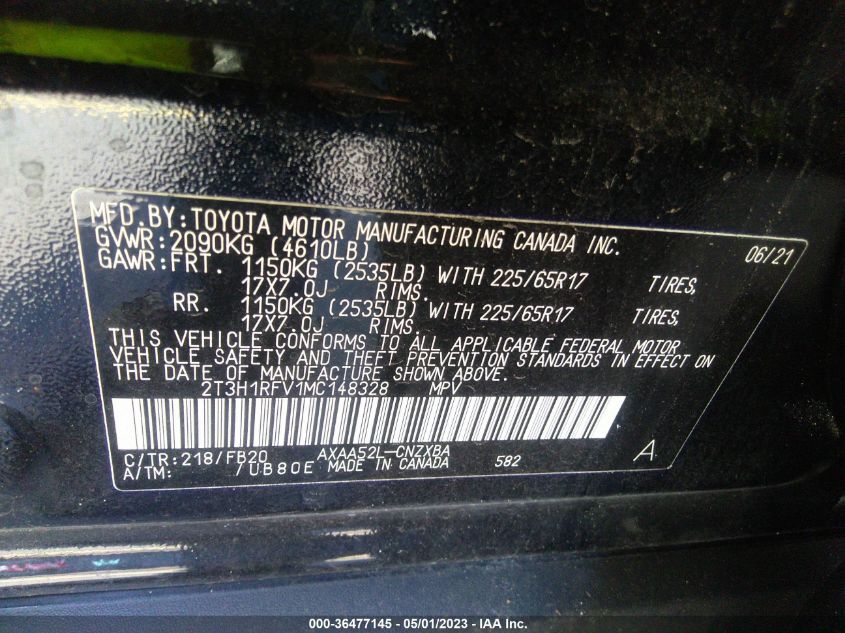 MFD.BY:TOYOTA MOTOR MANUFACTURING CANADA INC. 06/21
GVWR:2090KG (4610LB)
GAWR:FRT. 1150KG (2535LB) WITH 225/65R17 TIRES,
17X7.0J RIMS.
RR. 1150KG (2535LB) WITH 225/65R17 TIRES,
17X7.0J RIMS.
THIS VEHICLE CONFORMS TO ALL APPLICABLE FEDERAL MOTOR
VEHICLE SAFETY AND THEFT PREVENTION STANDARDS IN EFFECT ON
THE DATE OF MANUFACTURE SHOWN ABOVE.
2T3H1RFV1MC148328 MPV
C/TR:218/FB20 AXAA52L-CNZXBA A
A/TM: /UB80E MADE IN CANADA 582
000-36477145 - 05/01/2023 - IAA Inc.